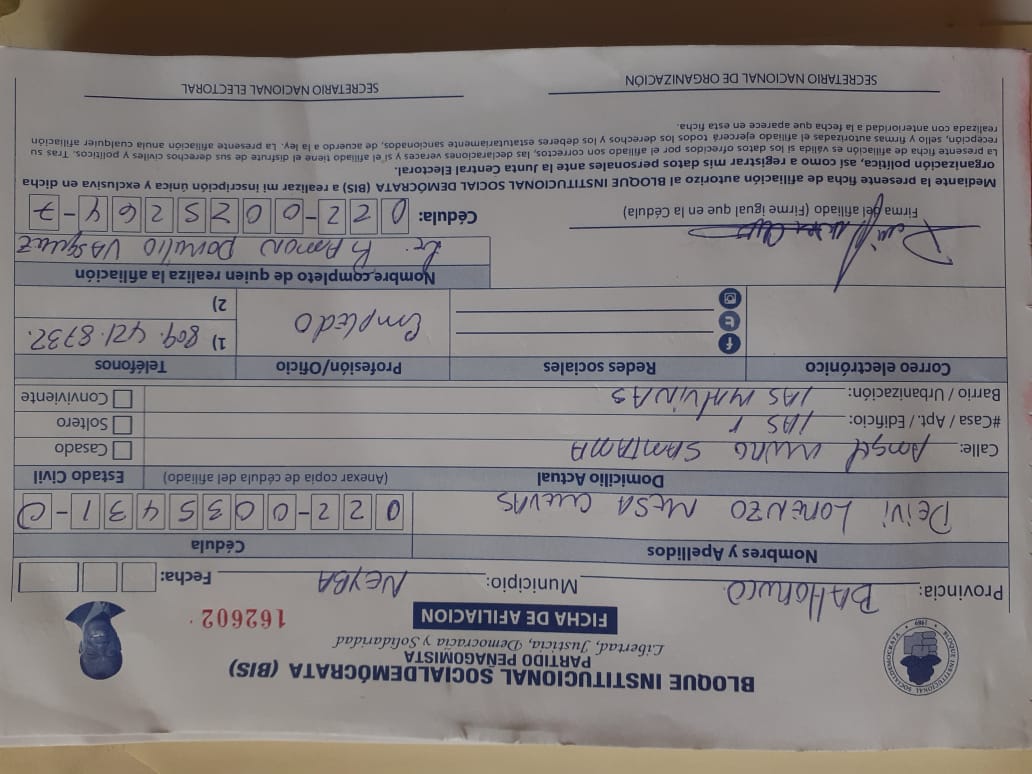 BLOQUE INSTITUCIONAL SOCIALDEMÓCRATA (BIS)
PARTIDO PEÑAGOMISTA
Libertad, Justicia, Democracia y Solidaridad
FICHA DE AFILIACION
162602
BLOQUE INSTITUCIONAL SOCIALDEMOCRATA
Provincia: BAHORUCO Municipio: NEYBA Fecha:
Nombres y Apellidos Cédula
DEIVI LORENZO MESA CUEVAS 022-0035431-0
Domicilio Actual (Anexar copia de cédula del afiliado) Estado Civil
Calle: Angel SANTANA Casado
#Casa / Apt. / Edificio: Soltero
Barrio / Urbanización: LAS MALVINAS Conviviente
Correo electrónico Redes sociales Profesión/Oficio Teléfonos
Empledo 1) 809.421.8732.
2)
Nombre completo de quien realiza la afiliación
RAMON DANILO VASQUEZ
Firma del afiliado (Firme igual que en la Cédula) Cédula: 022-0025264-7
Mediante la presente ficha de afiliación autorizo al BLOQUE INSTITUCIONAL SOCIAL DEMÓCRATA (BIS) a realizar mi inscripción única y exclusiva en dicha
organización política, así como a registrar mis datos personales ante la Junta Central Electoral.
La presente ficha de afiliación es válida si los datos ofrecidos por el afiliado son correctos, las declaraciones veraces y si el afiliado tiene el disfrute de sus derechos civiles y políticos. Tras su
recepción, sello y firmas autorizadas el afiliado ejercerá todos los derechos y los deberes estatutariamente sancionados, de acuerdo a la ley. La presente afiliación anula cualquier afiliación
realizada con anterioridad a la fecha que aparece en esta ficha.
SECRETARIO NACIONAL DE ORGANIZACIÓN SECRETARIO NACIONAL ELECTORAL